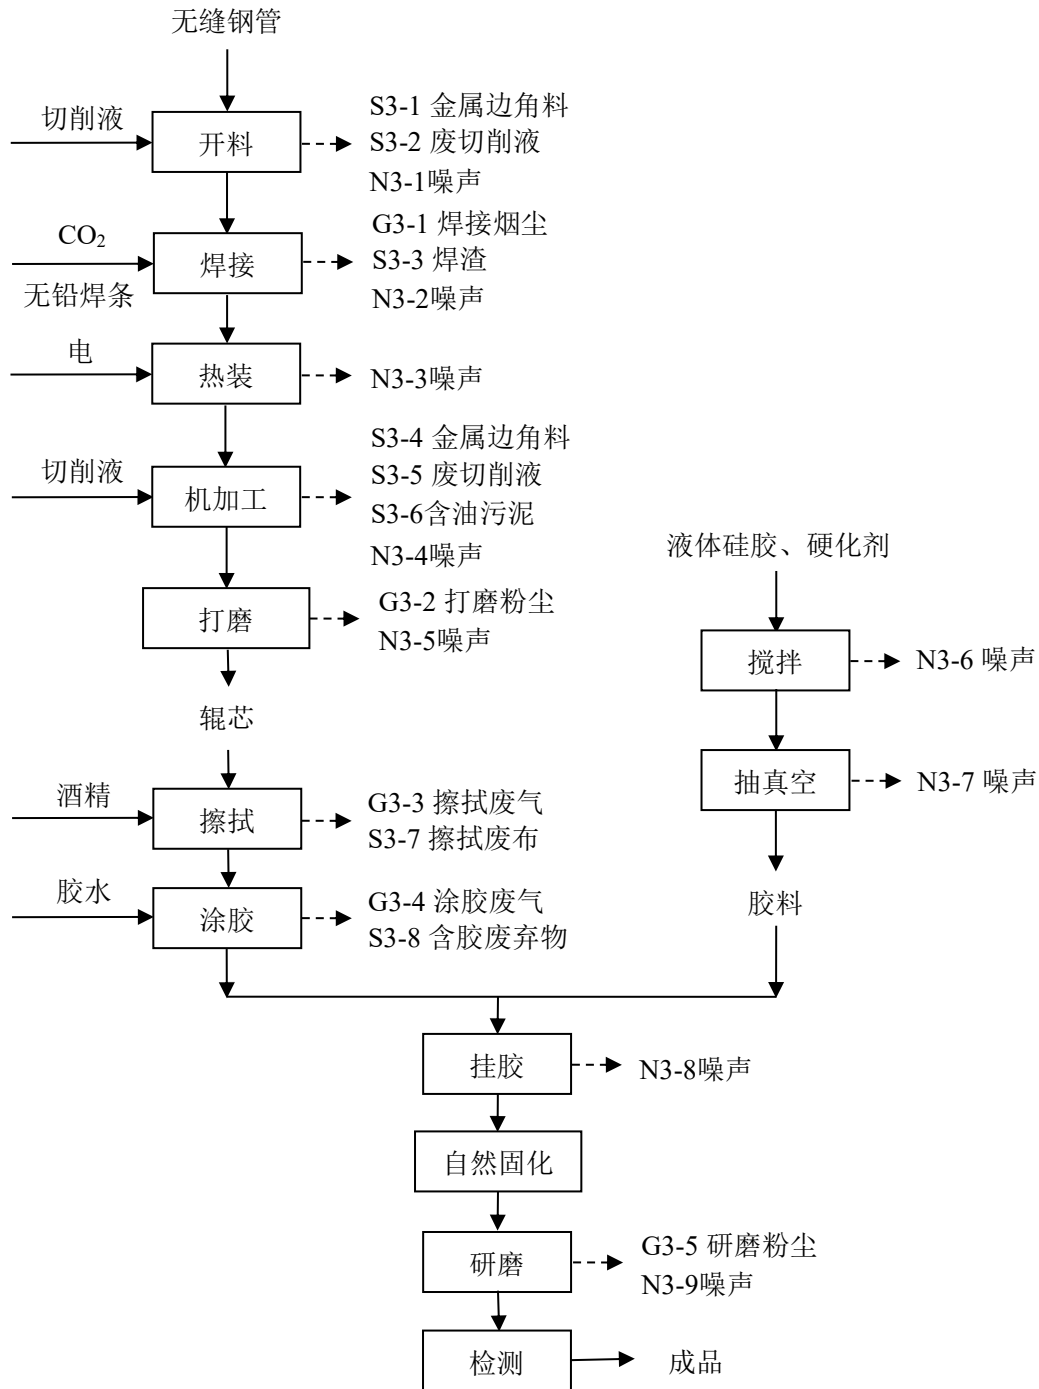 无缝钢管
切削液
开料
S3-1 金属边角料
S3-2 废切削液
N3-1噪声
CO₂
无铅焊条
焊接
G3-1 焊接烟尘
S3-3 焊渣
N3-2噪声
电
热装
N3-3噪声
切削液
机加工
S3-4 金属边角料
S3-5 废切削液
S3-6含油污泥
N3-4噪声
打磨
G3-2 打磨粉尘
N3-5噪声
辊芯
液体硅胶、硬化剂
搅拌
N3-6 噪声
抽真空
N3-7 噪声
胶料
酒精
擦拭
G3-3 擦拭废气
S3-7 擦拭废布
胶水
涂胶
G3-4 涂胶废气
S3-8 含胶废弃物
挂胶
N3-8噪声
自然固化
研磨
G3-5 研磨粉尘
N3-9噪声
检测
成品